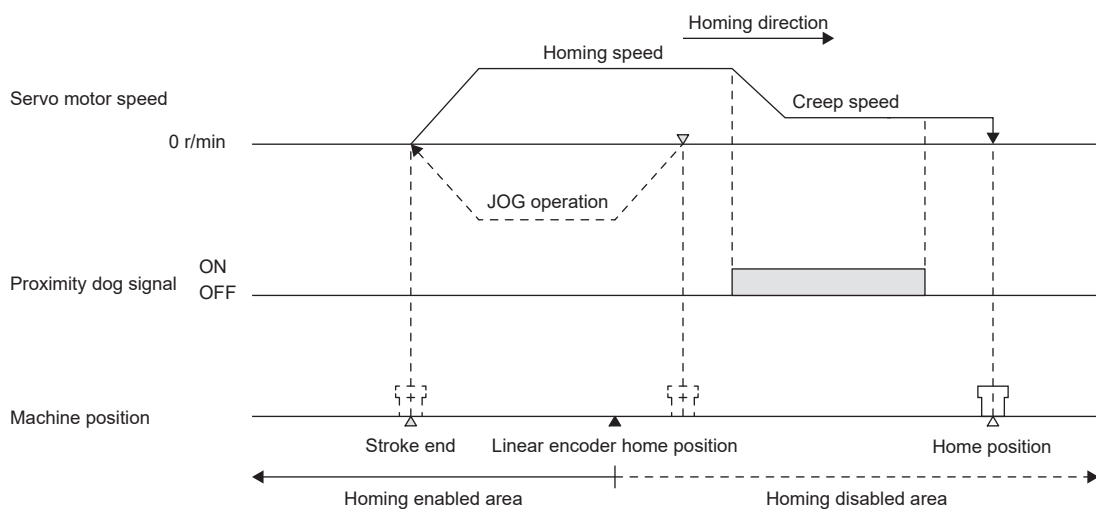 Homing direction
Homing speed
Servo motor speed
Creep speed
0 r/min
JOG operation
ON
Proximity dog signal
OFF
Machine position
Stroke end
Linear encoder home position
Home position
Homing enabled area
Homing disabled area